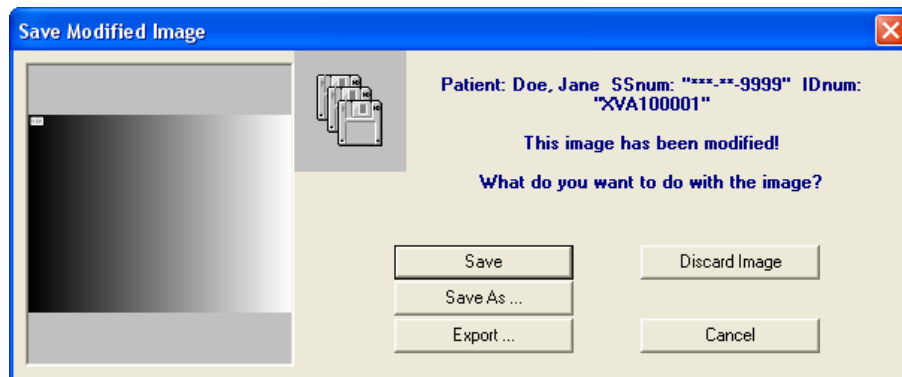 Save Modified Image
Patient: Doe, Jane SSnum: "***-**-9999" IDnum:
"XVA100001"
This image has been modified!
What do you want to do with the image?
Save
Discard Image
Save As ...
Export ...
Cancel